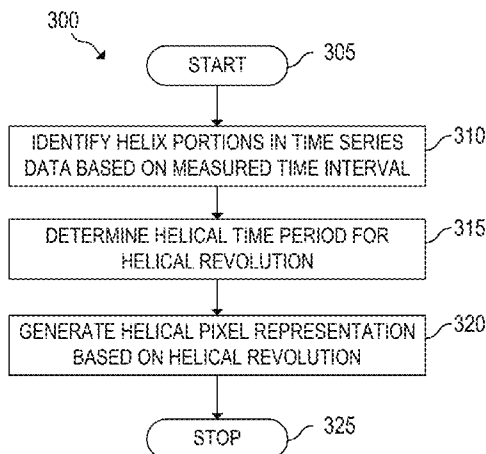 300
START
305
IDENTIFY HELIX PORTIONS IN TIME SERIES
DATA BASED ON MEASURED TIME INTERVAL
310
DETERMINE HELICAL TIME PERIOD FOR
HELICAL REVOLUTION
315
GENERATE HELICAL PIXEL REPRESENTATION
BASED ON HELICAL REVOLUTION
320
STOP
325